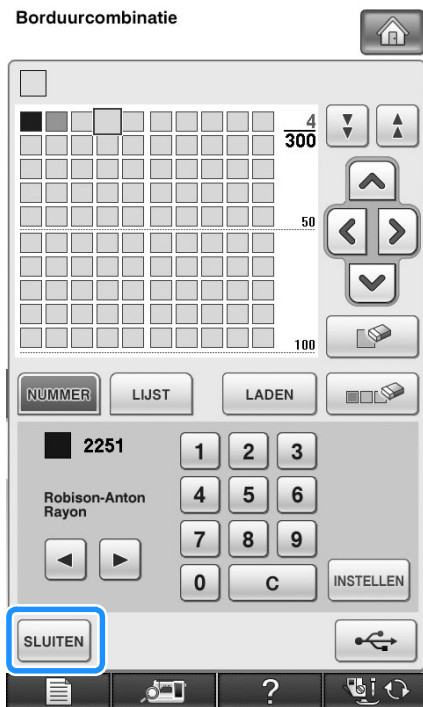 Borduurcombinatie
4
300
50
100
NUMMER LIJST LADEN
2251
Robison-Anton
Rayon
1 2 3
4 5 6
7 8 9
0 C
INSTELLEN
SLUITEN
?